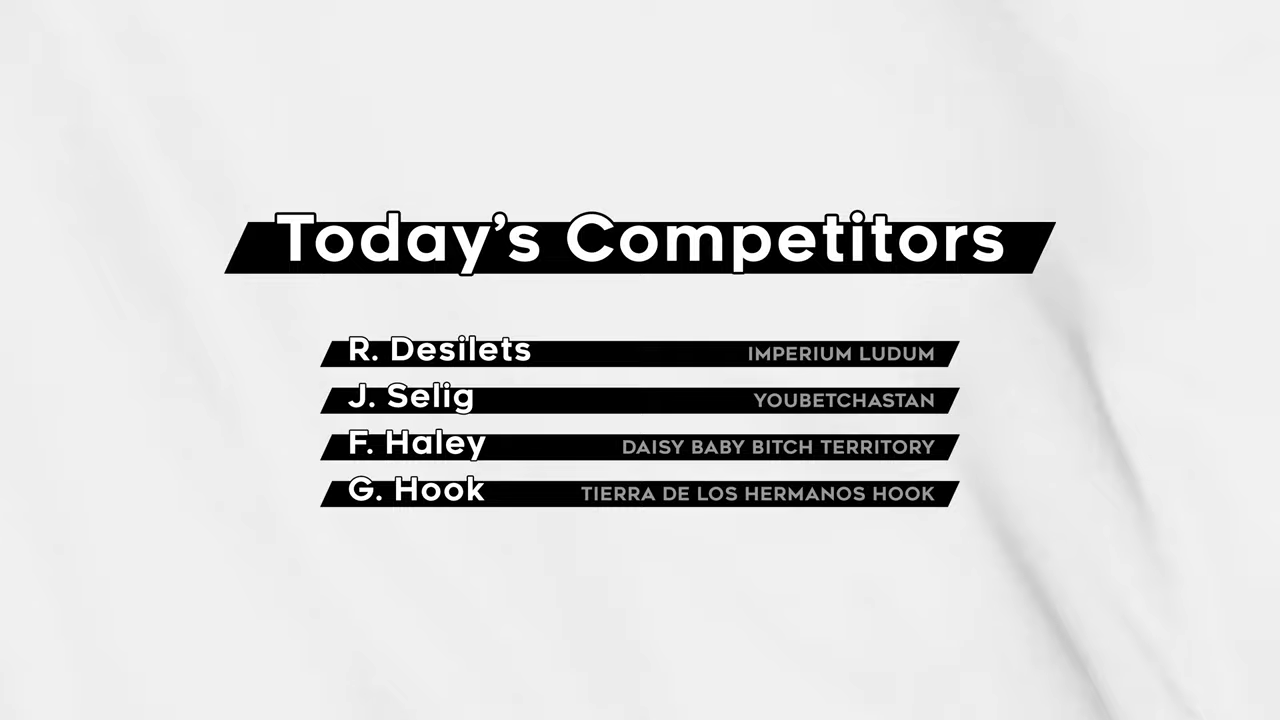 Today’s Competitors
R. Desilets IMPERIUM LUDUM
J. Selig YOUBETCHASTAN
F. Haley DAISY BABY BITCH TERRITORY
G. Hook TIERRA DE LOS HERMANOS HOOK